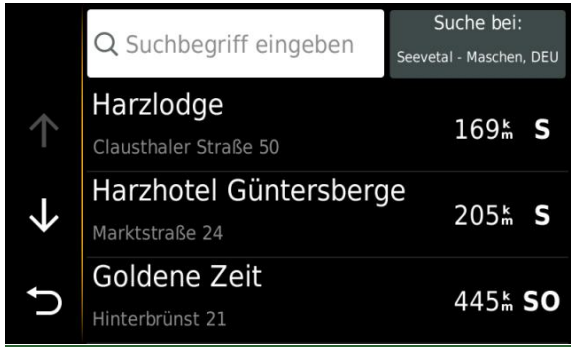 Suchbegriff eingeben
Suche bei:
Seevetal - Maschen, DEU
Harzlodge
Clausthaler Straße 50
169km S
Harzhotel Güntersberge
Marktstraße 24
205km S
Goldene Zeit
Hinterbrünst 21
445km SO